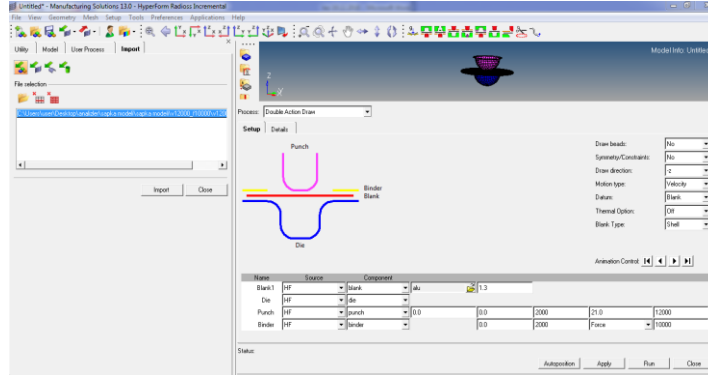 Untitled* - Manufacturing Solutions 13.0 - HyperForm Radioss Incremental
File View Geometry Mesh Setup Tools Preferences Applications Help
Utility Model User Process Import
Model Info: Untitled
File selection
Process: Double Action Draw
Setup Details
Punch
Binder
Blank
Die
Draw beads: No
Symmetry/Constraints: No
Draw direction: -z
Motion type: Velocity
Datum: Blank
Thermal Option: Off
Blank Type: Shell
Import Close
Animation Control:
Name Source Component
Blank1 HF blank alu 1.3
Die HF die
Punch HF punch 0.0 0.0 2000 21.0 12000
Binder HF binder 0.0 2000 Force 10000
Status:
Autoposition Apply Run Close